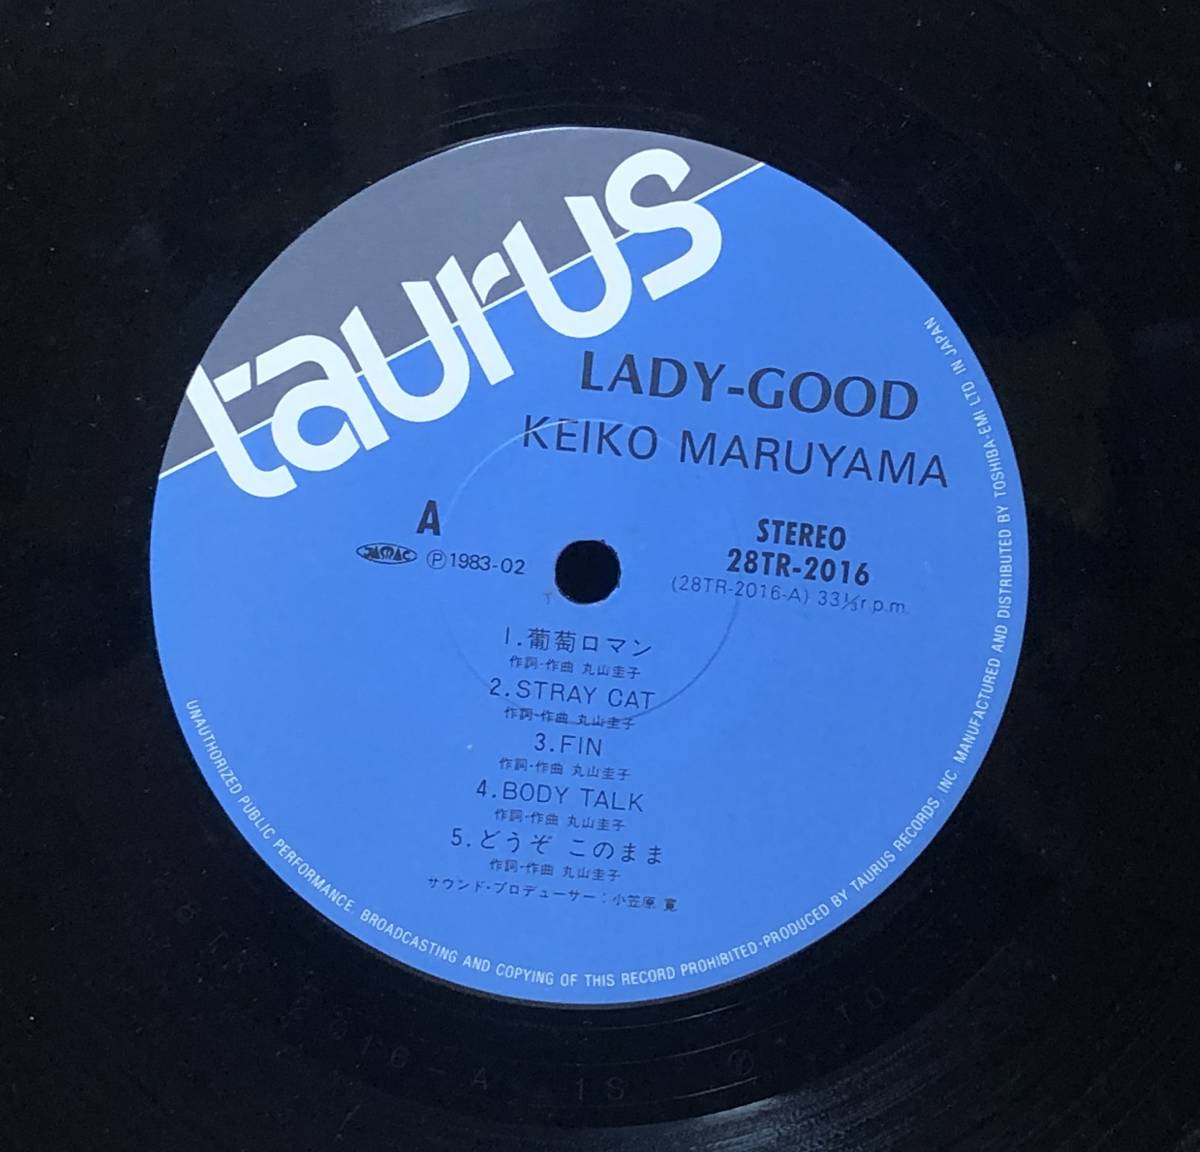 taurus
LADY-GOOD
KEIKO MARUYAMA
A
JASRAC Ⓟ1983-02
STEREO
28TR-2016
(28TR-2016-A) 33⅓r.p.m.
1.葡萄ロマン
作詞・作曲 丸山圭子
2.STRAY CAT
作詞・作曲 丸山圭子
3.FIN
作詞・作曲 丸山圭子
4.BODY TALK
作詞・作曲 丸山圭子
5.どうぞ このまま
作詞・作曲 丸山圭子
サウンド・プロデューサー：小笠原 寛
UNAUTHORIZED PUBLIC PERFORMANCE, BROADCASTING AND COPYING OF THIS RECORD PROHIBITED・PRODUCED BY TAURUS RECORDS, INC. MANUFACTURED AND DISTRIBUTED BY TOSHIBA-EMI LTD IN JAPAN
16-A 1S TO